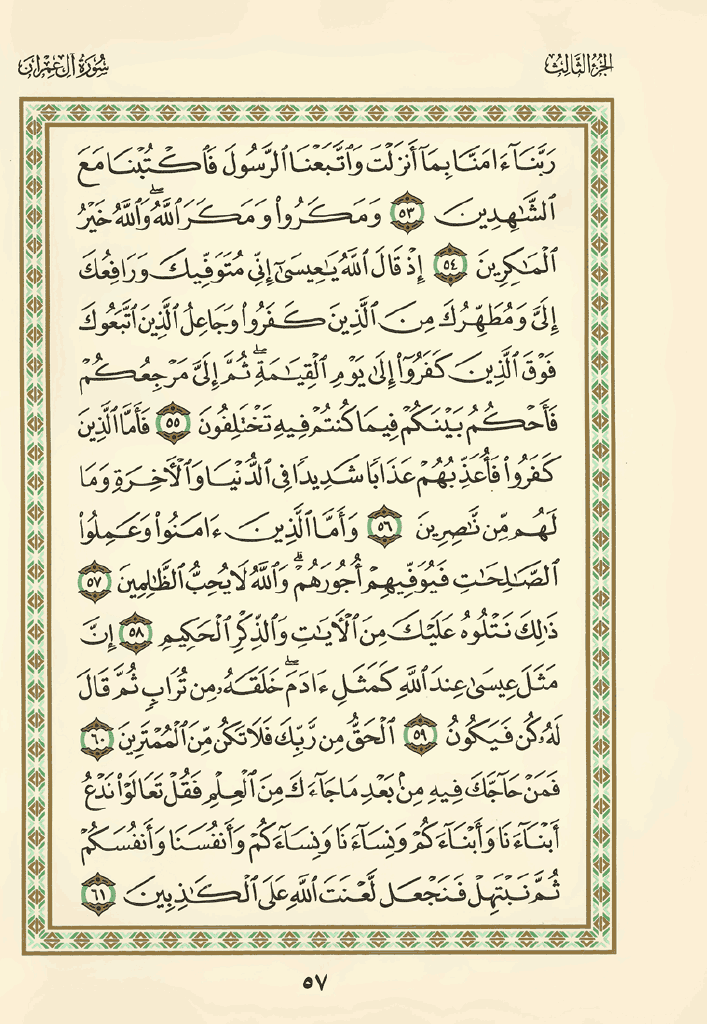 الجزء الثالث
سورة آل عمران
رَبَّنَآ ءَامَنَّا بِمَآ أَنزَلْتَ وَٱتَّبَعْنَا ٱلرَّسُولَ فَٱكْتُبْنَا مَعَ
ٱلشَّـٰهِدِينَ ٥٣ وَمَكَرُوا۟ وَمَكَرَ ٱللَّهُ ۖ وَٱللَّهُ خَيْرُ
ٱلْمَـٰكِرِينَ ٥٤ إِذْ قَالَ ٱللَّهُ يَـٰعِيسَىٰٓ إِنِّى مُتَوَفِّيكَ وَرَافِعُكَ
إِلَىَّ وَمُطَهِّرُكَ مِنَ ٱلَّذِينَ كَفَرُوا۟ وَجَاعِلُ ٱلَّذِينَ ٱتَّبَعُوكَ
فَوْقَ ٱلَّذِينَ كَفَرُوٓا۟ إِلَىٰ يَوْمِ ٱلْقِيَـٰمَةِ ۖ ثُمَّ إِلَىَّ مَرْجِعُكُمْ
فَأَحْكُمُ بَيْنَكُمْ فِيمَا كُنتُمْ فِيهِ تَخْتَلِفُونَ ٥٥ فَأَمَّا ٱلَّذِينَ
كَفَرُوا۟ فَأُعَذِّبُهُمْ عَذَابًا شَدِيدًا فِى ٱلدُّنْيَا وَٱلْـَٔاخِرَةِ وَمَا
لَهُم مِّن نَّـٰصِرِينَ ٥٦ وَأَمَّا ٱلَّذِينَ ءَامَنُوا۟ وَعَمِلُوا۟
ٱلصَّـٰلِحَـٰتِ فَيُوَفِّيهِمْ أُجُورَهُمْ ۗ وَٱللَّهُ لَا يُحِبُّ ٱلظَّـٰلِمِينَ ٥٧
ذَٰلِكَ نَتْلُوهُ عَلَيْكَ مِنَ ٱلْـَٔايَـٰتِ وَٱلذِّكْرِ ٱلْحَكِيمِ ٥٨ إِنَّ
مَثَلَ عِيسَىٰ عِندَ ٱللَّهِ كَمَثَلِ ءَادَمَ ۖ خَلَقَهُۥ مِن تُرَابٍ ثُمَّ قَالَ
لَهُۥ كُن فَيَكُونُ ٥٩ ٱلْحَقُّ مِن رَّبِّكَ فَلَا تَكُن مِّنَ ٱلْمُمْتَرِينَ ٦٠
فَمَنْ حَآجَّكَ فِيهِ مِنۢ بَعْدِ مَا جَآءَكَ مِنَ ٱلْعِلْمِ فَقُلْ تَعَالَوْا۟ نَدْعُ
أَبْنَآءَنَا وَأَبْنَآءَكُمْ وَنِسَآءَنَا وَنِسَآءَكُمْ وَأَنفُسَنَا وَأَنفُسَكُمْ
ثُمَّ نَبْتَهِلْ فَنَجْعَل لَّعْنَتَ ٱللَّهِ عَلَى ٱلْكَـٰذِبِينَ ٦١
٥٧